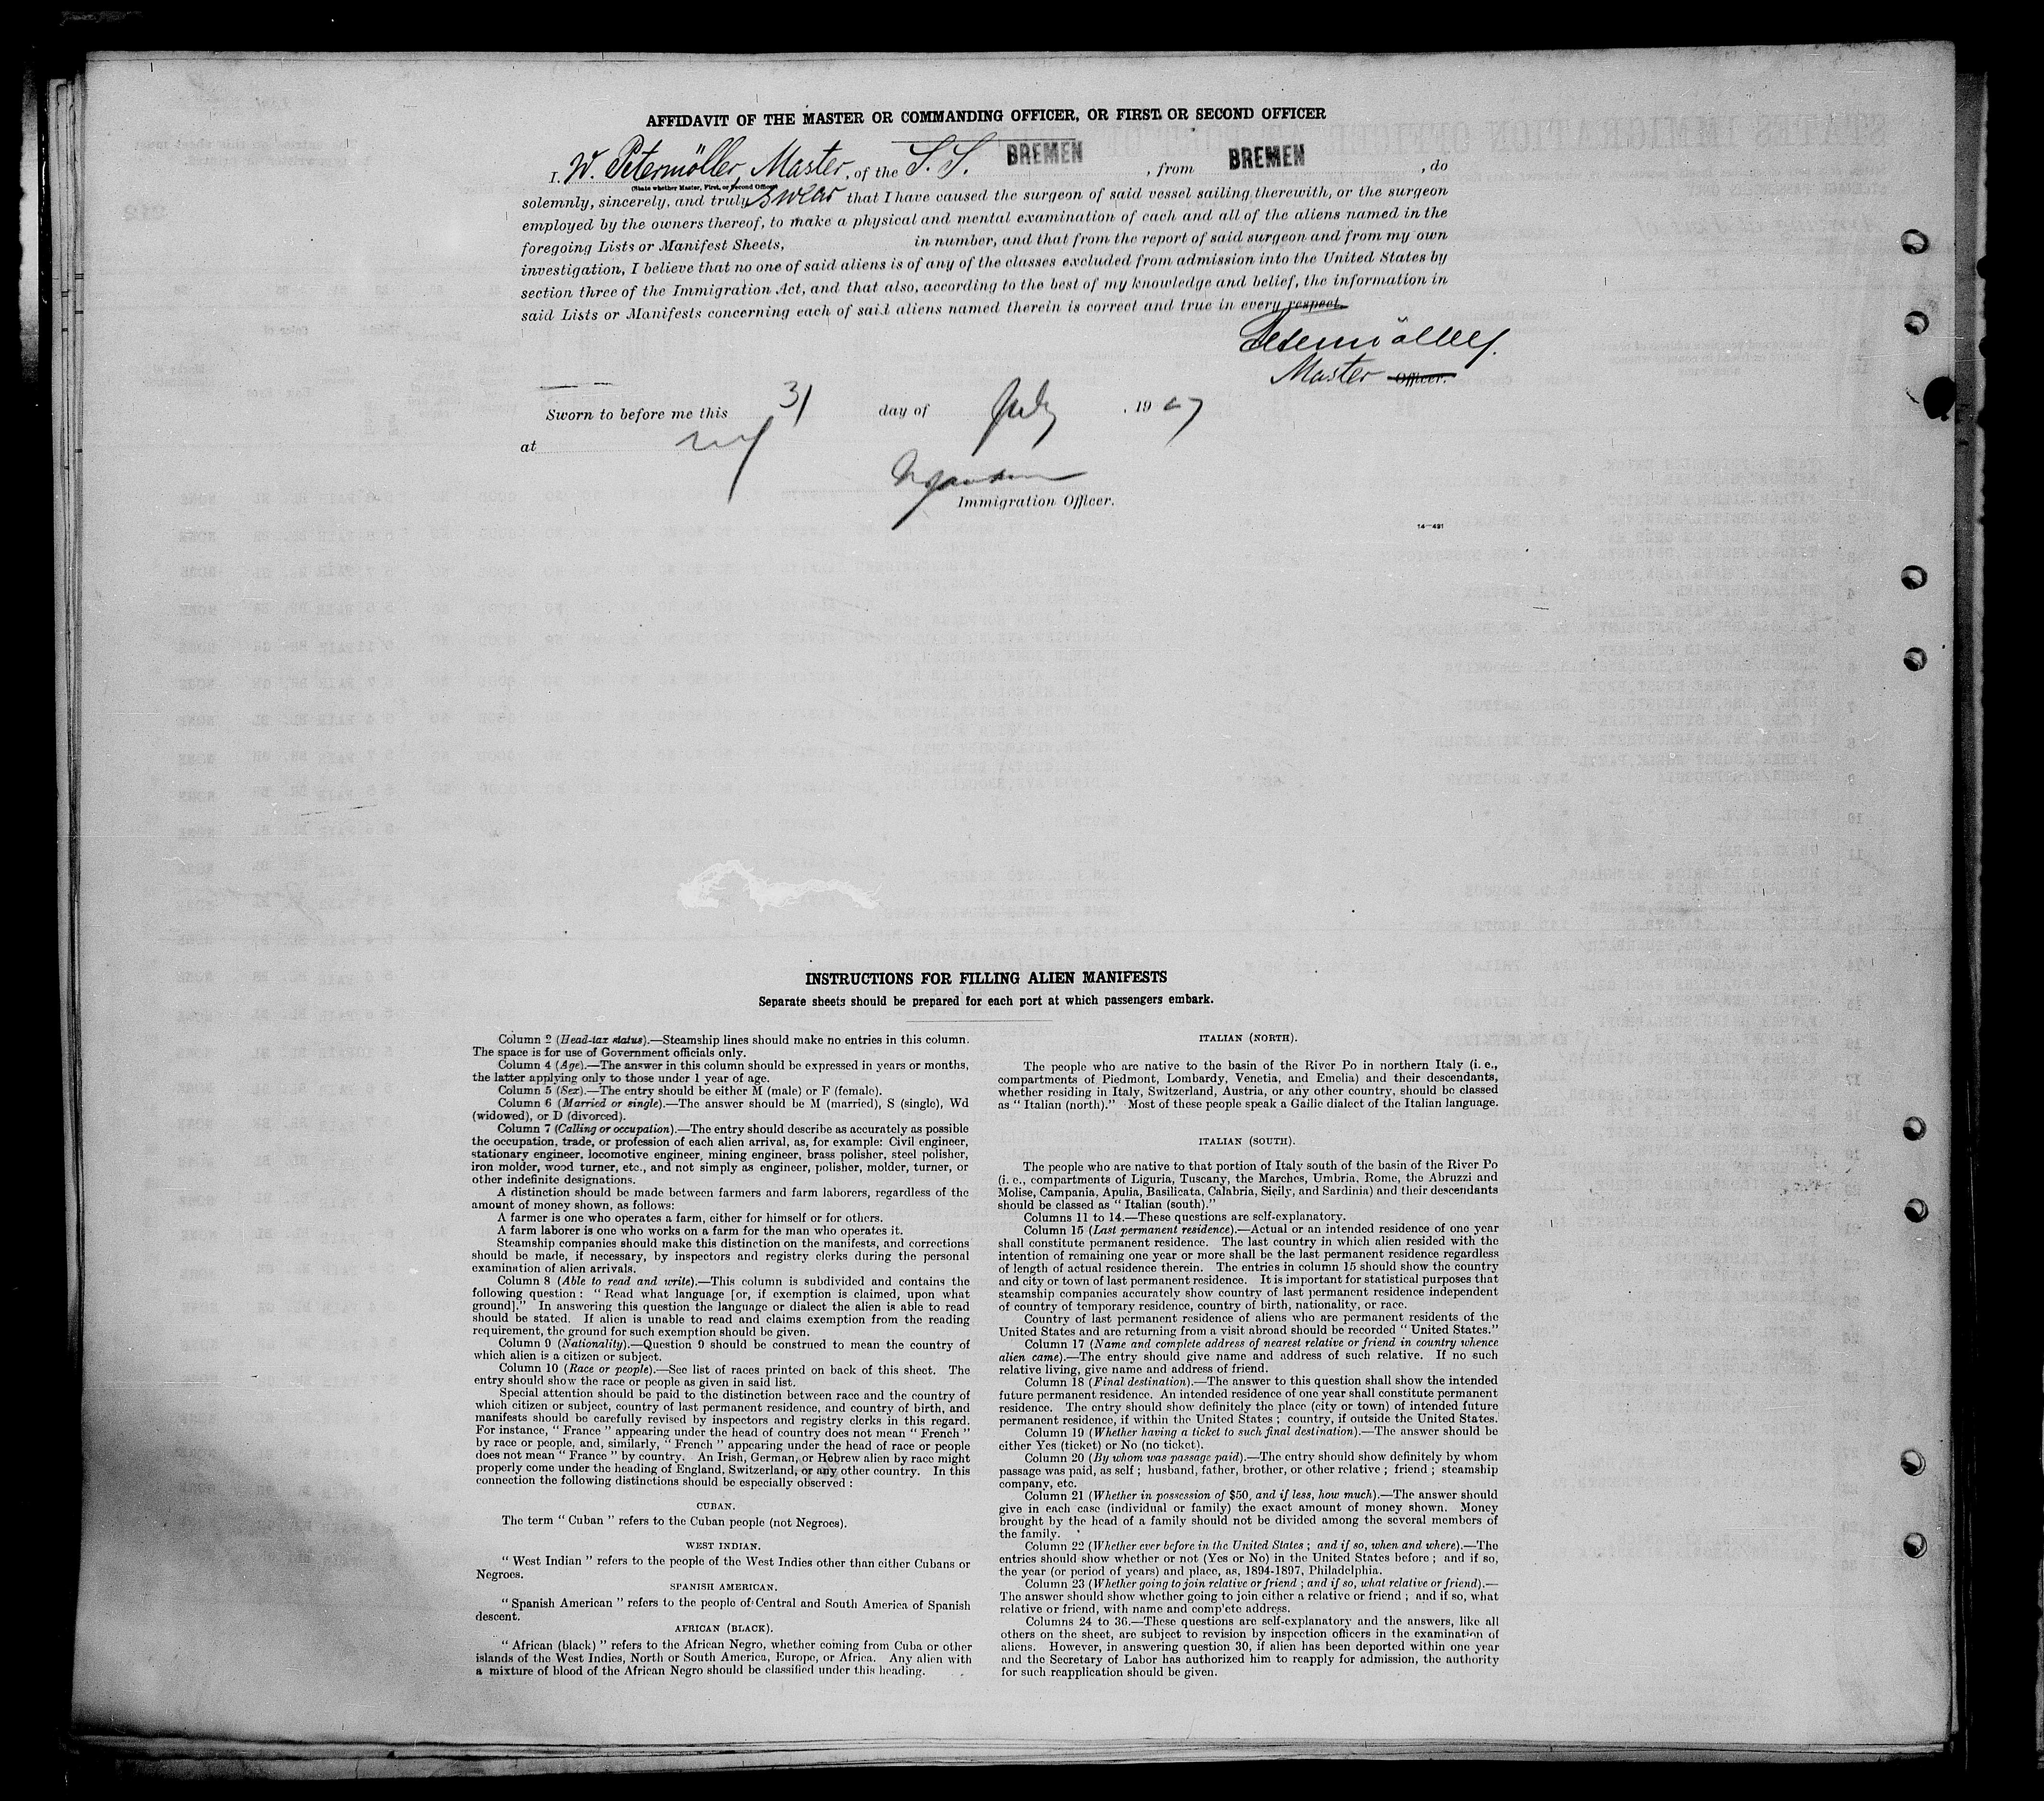 AFFIDAVIT OF THE MASTER OR COMMANDING OFFICER, OR FIRST OR SECOND OFFICER
I, W. Petermöller, Master, of the S. S. BREMEN, from BREMEN, do
(State whether Master, First, or Second Officer)
solemnly, sincerely, and truly swear that I have caused the surgeon of said vessel sailing therewith, or the surgeon
employed by the owners thereof, to make a physical and mental examination of each and all of the aliens named in the
foregoing Lists or Manifest Sheets, in number, and that from the report of said surgeon and from my own
investigation, I believe that no one of said aliens is of any of the classes excluded from admission into the United States by
section three of the Immigration Act, and that also, according to the best of my knowledge and belief, the information in
said Lists or Manifests concerning each of said aliens named therein is correct and true in every respect.
Petermöller
Master Officer.
Sworn to before me this 31 day of July, 1927
at NY
Immigration Officer.
14—491
INSTRUCTIONS FOR FILLING ALIEN MANIFESTS
Separate sheets should be prepared for each port at which passengers embark.
Column 2 (Head-tax status).—Steamship lines should make no entries in this column.
The space is for use of Government officials only.
Column 4 (Age).—The answer in this column should be expressed in years or months,
the latter applying only to those under 1 year of age.
Column 5 (Sex).—The entry should be either M (male) or F (female).
Column 6 (Married or single).—The answer should be M (married), S (single), Wd
(widowed), or D (divorced).
Column 7 (Calling or occupation).—The entry should describe as accurately as possible
the occupation, trade, or profession of each alien arrival, as, for example: Civil engineer,
stationary engineer, locomotive engineer, mining engineer, brass polisher, steel polisher,
iron molder, wood turner, etc., and not simply as engineer, polisher, molder, turner, or
other indefinite designations.
A distinction should be made between farmers and farm laborers, regardless of the
amount of money shown, as follows:
A farmer is one who operates a farm, either for himself or for others.
A farm laborer is one who works on a farm for the man who operates it.
Steamship companies should make this distinction on the manifests, and corrections
should be made, if necessary, by inspectors and registry clerks during the personal
examination of alien arrivals.
Column 8 (Able to read and write).—This column is subdivided and contains the
following question: “Read what language [or, if exemption is claimed, upon what
ground].” In answering this question the language or dialect the alien is able to read
should be stated. If alien is unable to read and claims exemption from the reading
requirement, the ground for such exemption should be given.
Column 9 (Nationality).—Question 9 should be construed to mean the country of
which alien is a citizen or subject.
Column 10 (Race or people).—See list of races printed on back of this sheet. The
entry should show the race or people as given in said list.
Special attention should be paid to the distinction between race and the country of
which citizen or subject, country of last permanent residence, and country of birth, and
manifests should be carefully revised by inspectors and registry clerks in this regard.
For instance, “France” appearing under the head of country does not mean “French”
by race or people, and, similarly, “French” appearing under the head of race or people
does not mean “France” by country. An Irish, German, or Hebrew alien by race might
properly come under the heading of England, Switzerland, or any other country. In this
connection the following distinctions should be especially observed:
CUBAN.
The term “Cuban” refers to the Cuban people (not Negroes).
WEST INDIAN.
“West Indian” refers to the people of the West Indies other than either Cubans or
Negroes.
SPANISH AMERICAN.
“Spanish American” refers to the people of Central and South America of Spanish
descent.
AFRICAN (BLACK).
“African (black)” refers to the African Negro, whether coming from Cuba or other
islands of the West Indies, North or South America, Europe, or Africa. Any alien with
a mixture of blood of the African Negro should be classified under this heading.
ITALIAN (NORTH).
The people who are native to the basin of the River Po in northern Italy (i. e.,
compartments of Piedmont, Lombardy, Venetia, and Emelia) and their descendants,
whether residing in Italy, Switzerland, Austria, or any other country, should be classed
as “Italian (north).” Most of these people speak a Gallic dialect of the Italian language.
ITALIAN (SOUTH).
The people who are native to that portion of Italy south of the basin of the River Po
(i. e., compartments of Liguria, Tuscany, the Marches, Umbria, Rome, the Abruzzi and
Molise, Campania, Apulia, Basilicata, Calabria, Sicily, and Sardinia) and their descendants
should be classed as “Italian (south).”
Columns 11 to 14.—These questions are self-explanatory.
Column 15 (Last permanent residence).—Actual or an intended residence of one year
shall constitute permanent residence. The last country in which alien resided with the
intention of remaining one year or more shall be the last permanent residence regardless
of length of actual residence therein. The entries in column 15 should show the country
and city or town of last permanent residence. It is important for statistical purposes that
steamship companies accurately show country of last permanent residence independent
of country of temporary residence, country of birth, nationality, or race.
Country of last permanent residence of aliens who are permanent residents of the
United States and are returning from a visit abroad should be recorded “United States.”
Column 17 (Name and complete address of nearest relative or friend in country whence
alien came).—The entry should give name and address of such relative. If no such
relative living, give name and address of friend.
Column 18 (Final destination).—The answer to this question shall show the intended
future permanent residence. An intended residence of one year shall constitute permanent
residence. The entry should show definitely the place (city or town) of intended future
permanent residence, if within the United States; country, if outside the United States.
Column 19 (Whether having a ticket to such final destination).—The answer should be
either Yes (ticket) or No (no ticket).
Column 20 (By whom was passage paid).—The entry should show definitely by whom
passage was paid, as self; husband, father, brother, or other relative; friend; steamship
company, etc.
Column 21 (Whether in possession of $50, and if less, how much).—The answer should
give in each case (individual or family) the exact amount of money shown. Money
brought by the head of a family should not be divided among the several members of
the family.
Column 22 (Whether ever before in the United States; and if so, when and where).—The
entries should show whether or not (Yes or No) in the United States before; and if so,
the year (or period of years) and place, as, 1894-1897, Philadelphia.
Column 23 (Whether going to join relative or friend; and if so, what relative or friend).—
The answer should show whether going to join either a relative or friend; and if so, what
relative or friend, with name and complete address.
Columns 24 to 36.—These questions are self-explanatory and the answers, like all
others on the sheet, are subject to revision by inspection officers in the examination of
aliens. However, in answering question 30, if alien has been deported within one year
and the Secretary of Labor has authorized him to reapply for admission, the authority
for such reapplication should be given.